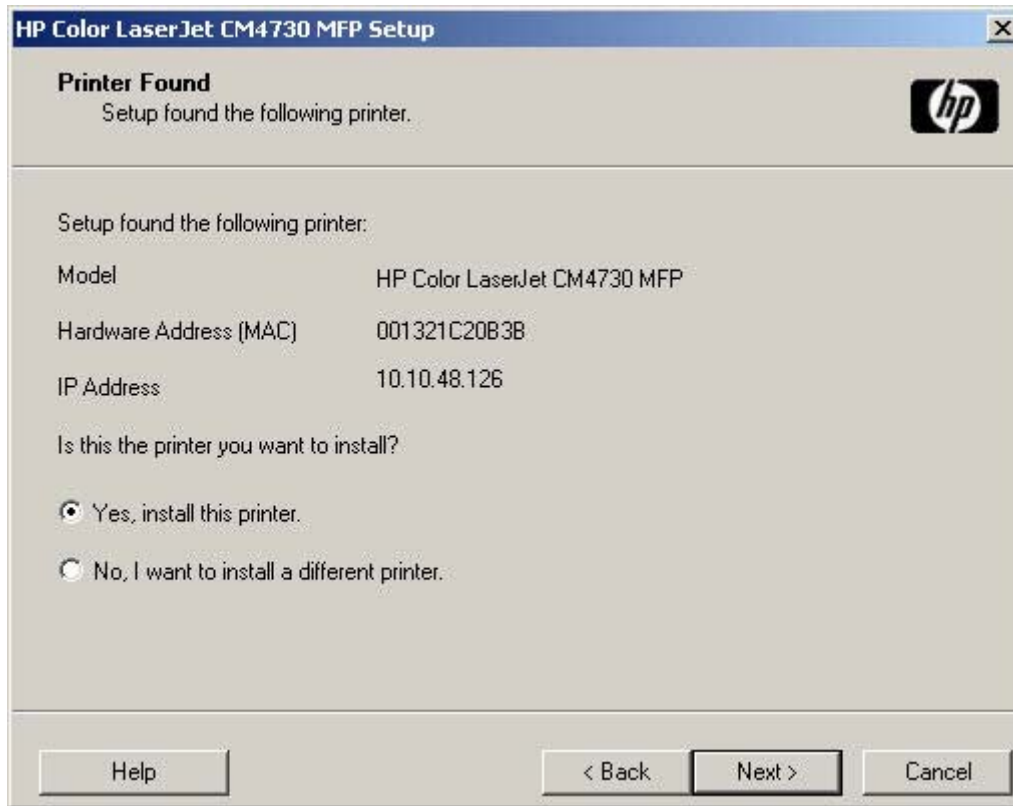 HP Color LaserJet CM4730 MFP Setup
Printer Found
Setup found the following printer.
hp
Setup found the following printer:
Model HP Color LaserJet CM4730 MFP
Hardware Address (MAC) 001321C20B3B
IP Address 10.10.48.126
Is this the printer you want to install?
Yes, install this printer.
No, I want to install a different printer.
Help < Back Next > Cancel